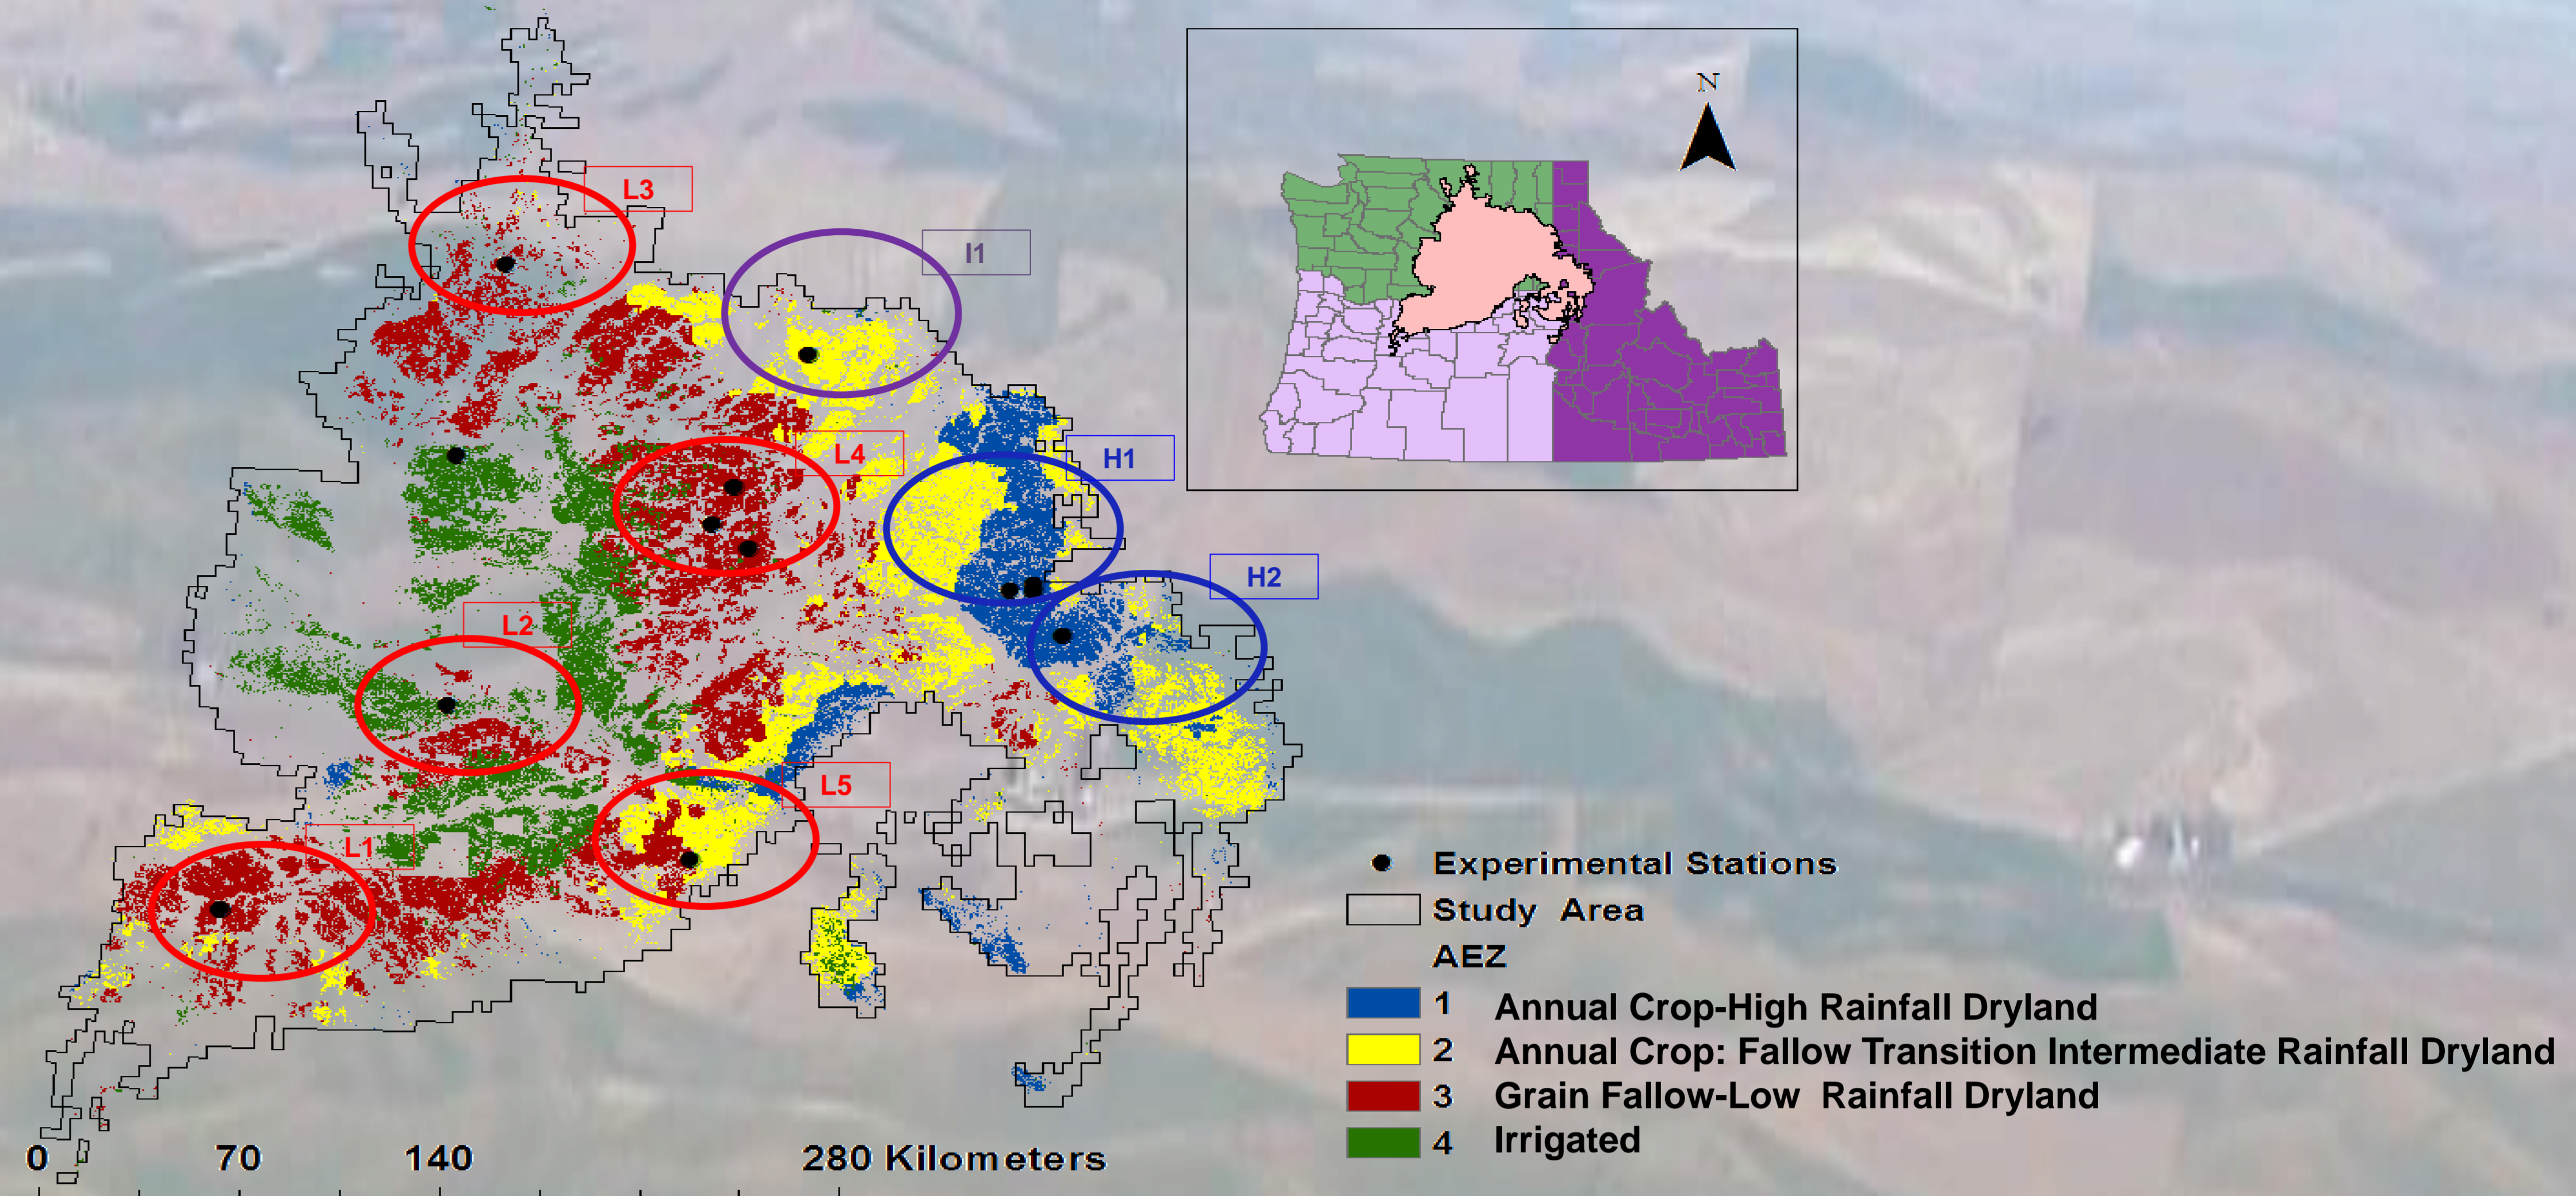 N
L3
I1
L4
H1
H2
L2
L5
L1
Experimental Stations
Study Area
AEZ
1 Annual Crop-High Rainfall Dryland
2 Annual Crop: Fallow Transition Intermediate Rainfall Dryland
3 Grain Fallow-Low Rainfall Dryland
4 Irrigated
0 70 140 280 Kilometers